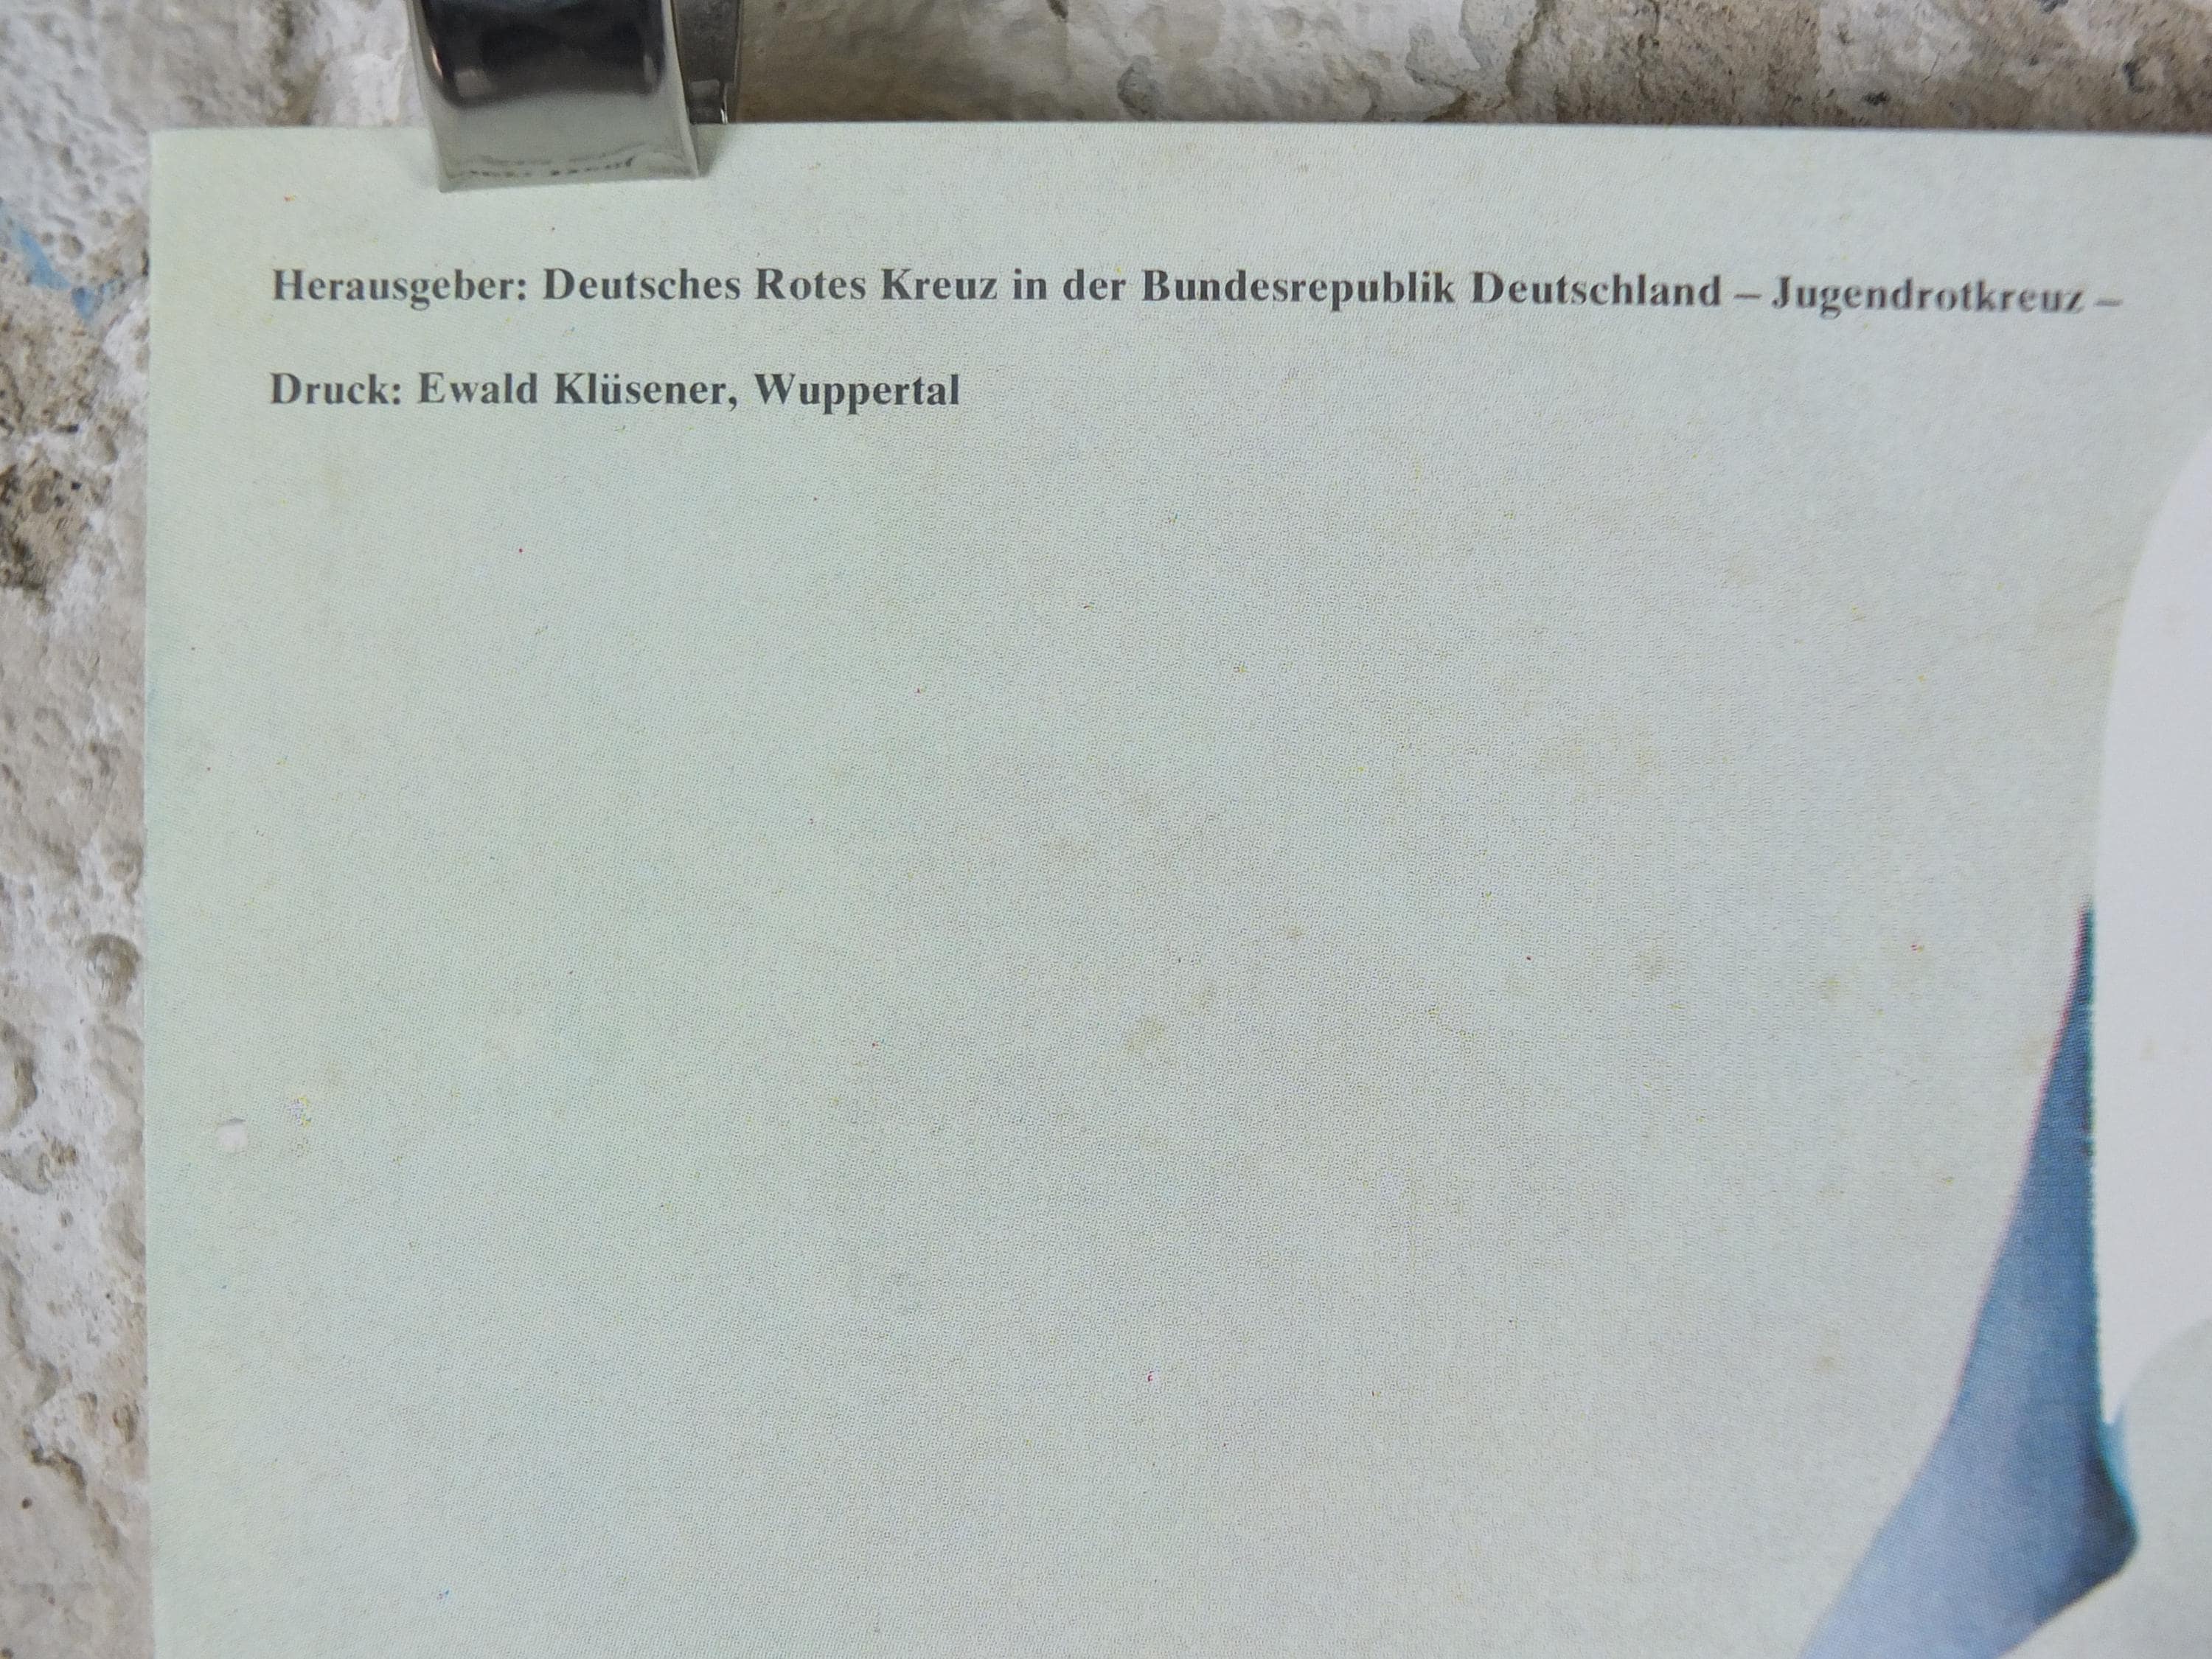 Herausgeber: Deutsches Rotes Kreuz in der Bundesrepublik Deutschland – Jugendrotkreuz –
Druck: Ewald Klüsener, Wuppertal